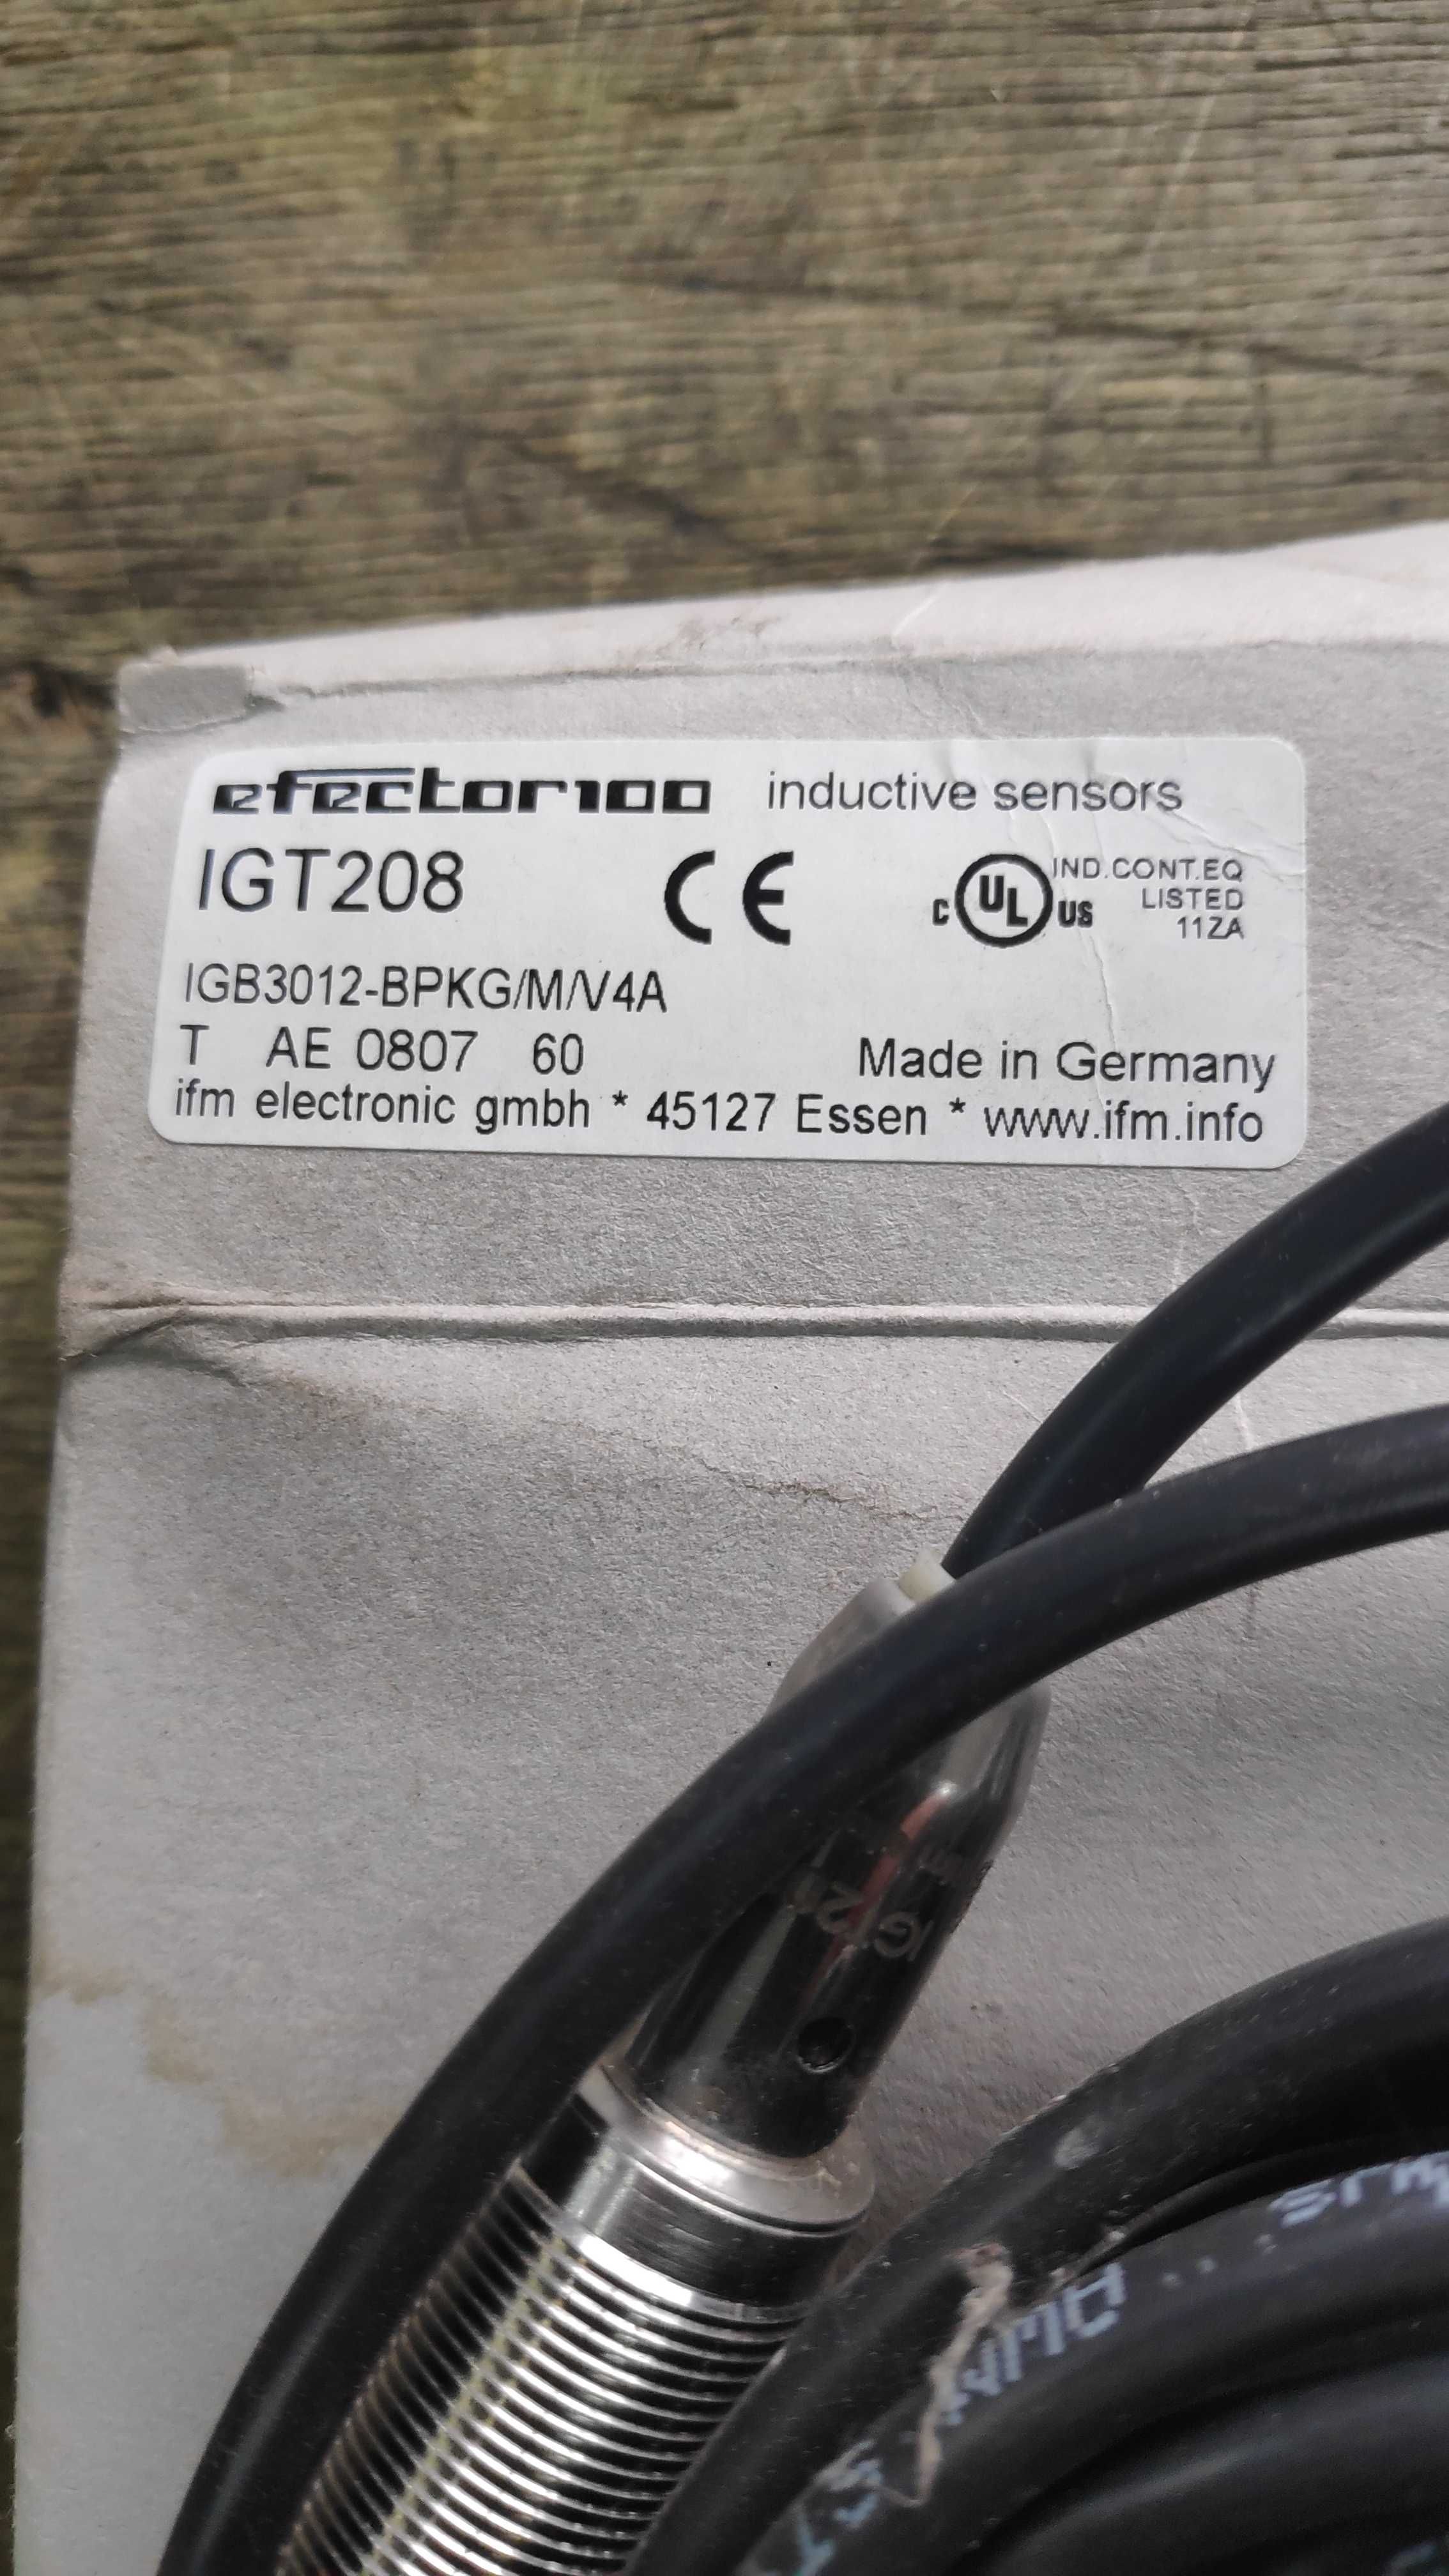 efector100 inductive sensors
IGT208
CE
c UL US
IND.CONT.EQ
LISTED
11ZA
IGB3012-BPKG/M/V4A
T AE 0807 60
Made in Germany
ifm electronic gmbh * 45127 Essen * www.ifm.info